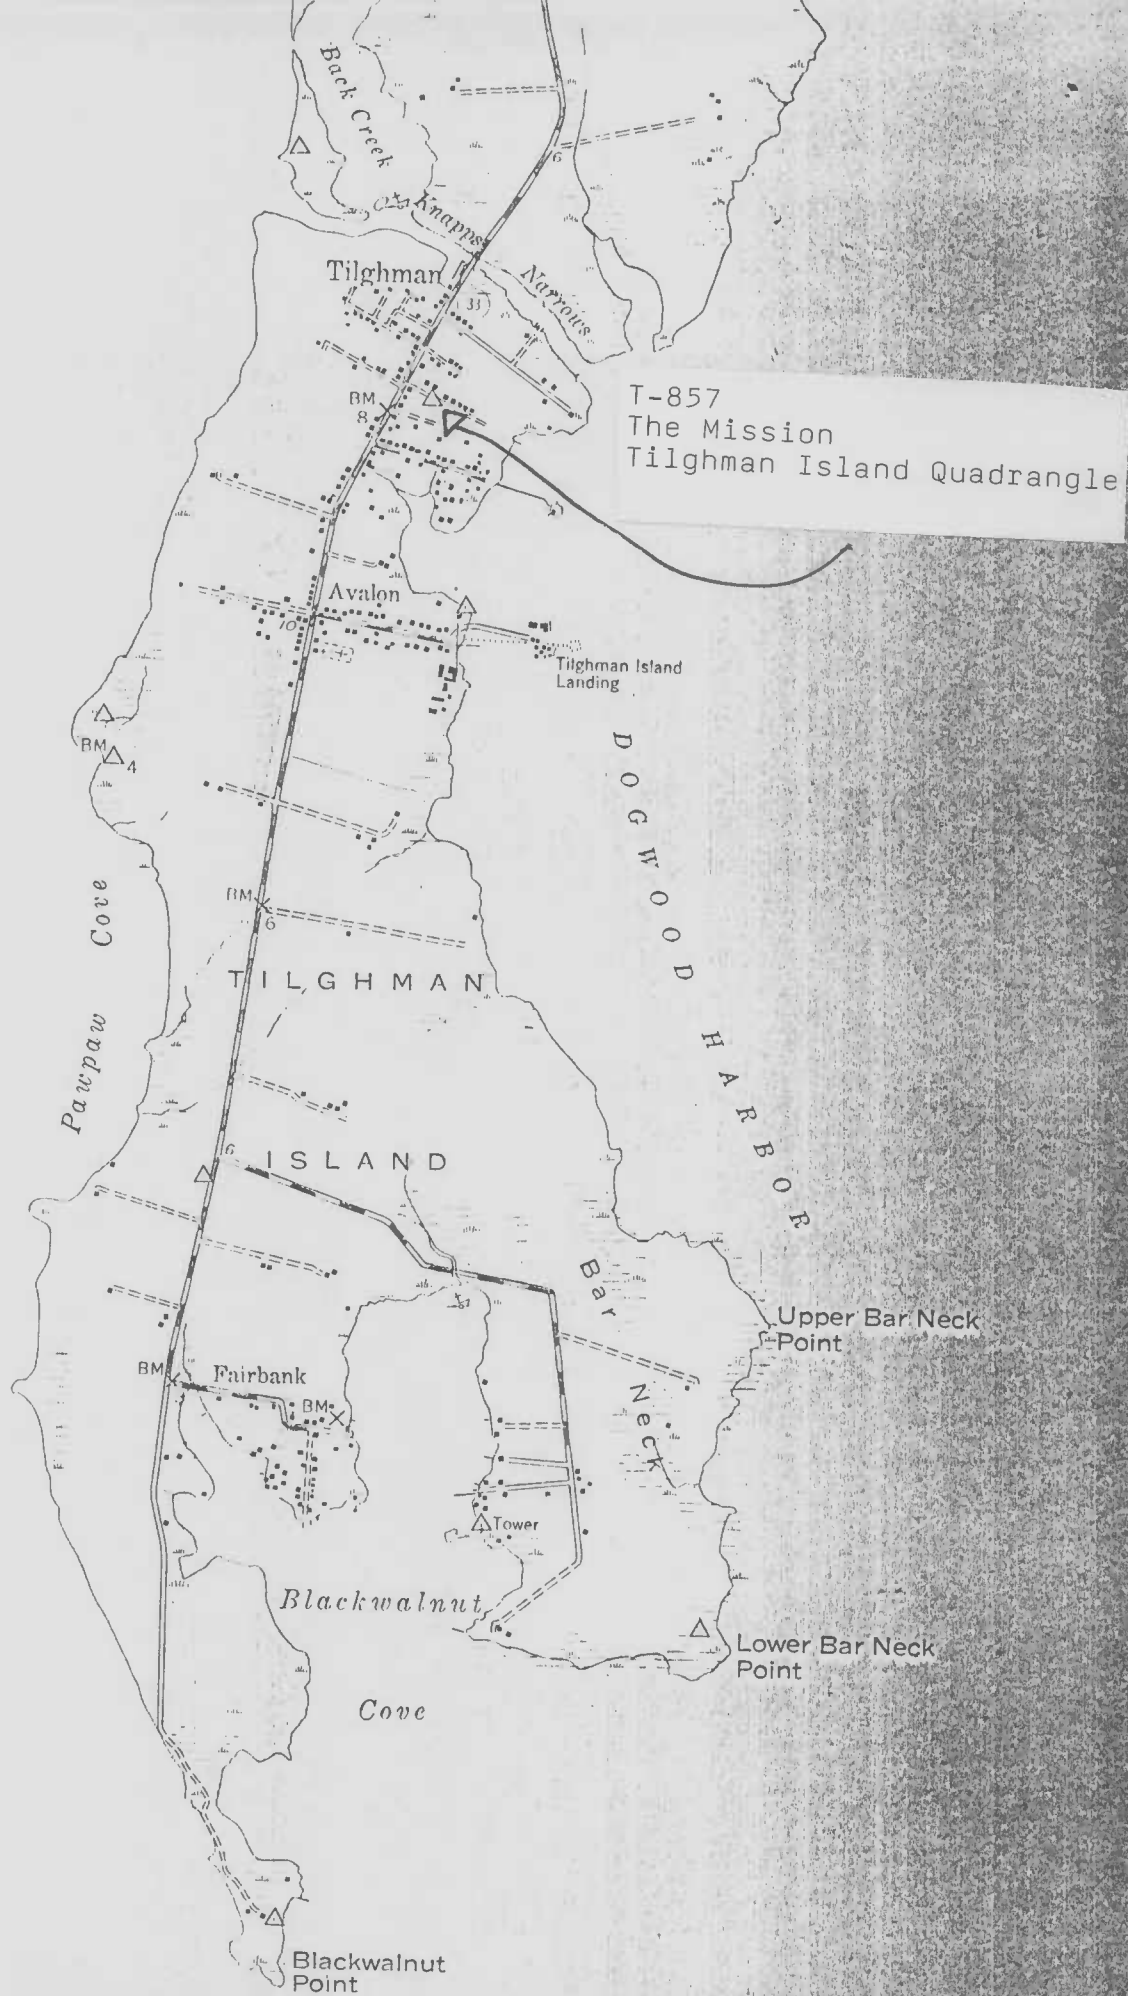 Back Creek
6
Knapps
Narrows
Tilghman
33
BM
8
T-857
The Mission
Tilghman Island Quadrangle
Avalon
10
Tilghman Island
Landing
BM
4
DOGWOOD HARBOR
Pawpaw Cove
BM
6
TILGHMAN
6
ISLAND
Bar Neck
Upper Bar Neck
Point
BM
Fairbank
BM
Tower
Blackwalnut
Cove
Lower Bar Neck
Point
Blackwalnut
Point